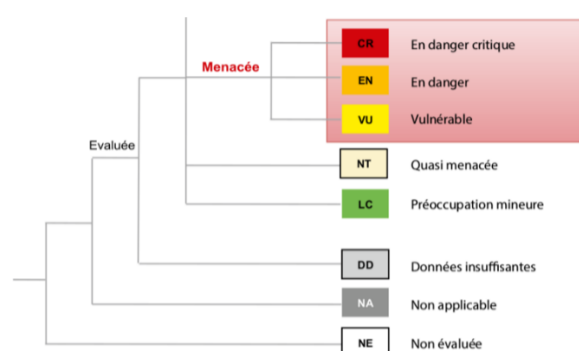 CR En danger critique
Menacée
EN En danger
VU Vulnérable
Evaluée
NT Quasi menacée
LC Préoccupation mineure
DD Données insuffisantes
NA Non applicable
NE Non évaluée